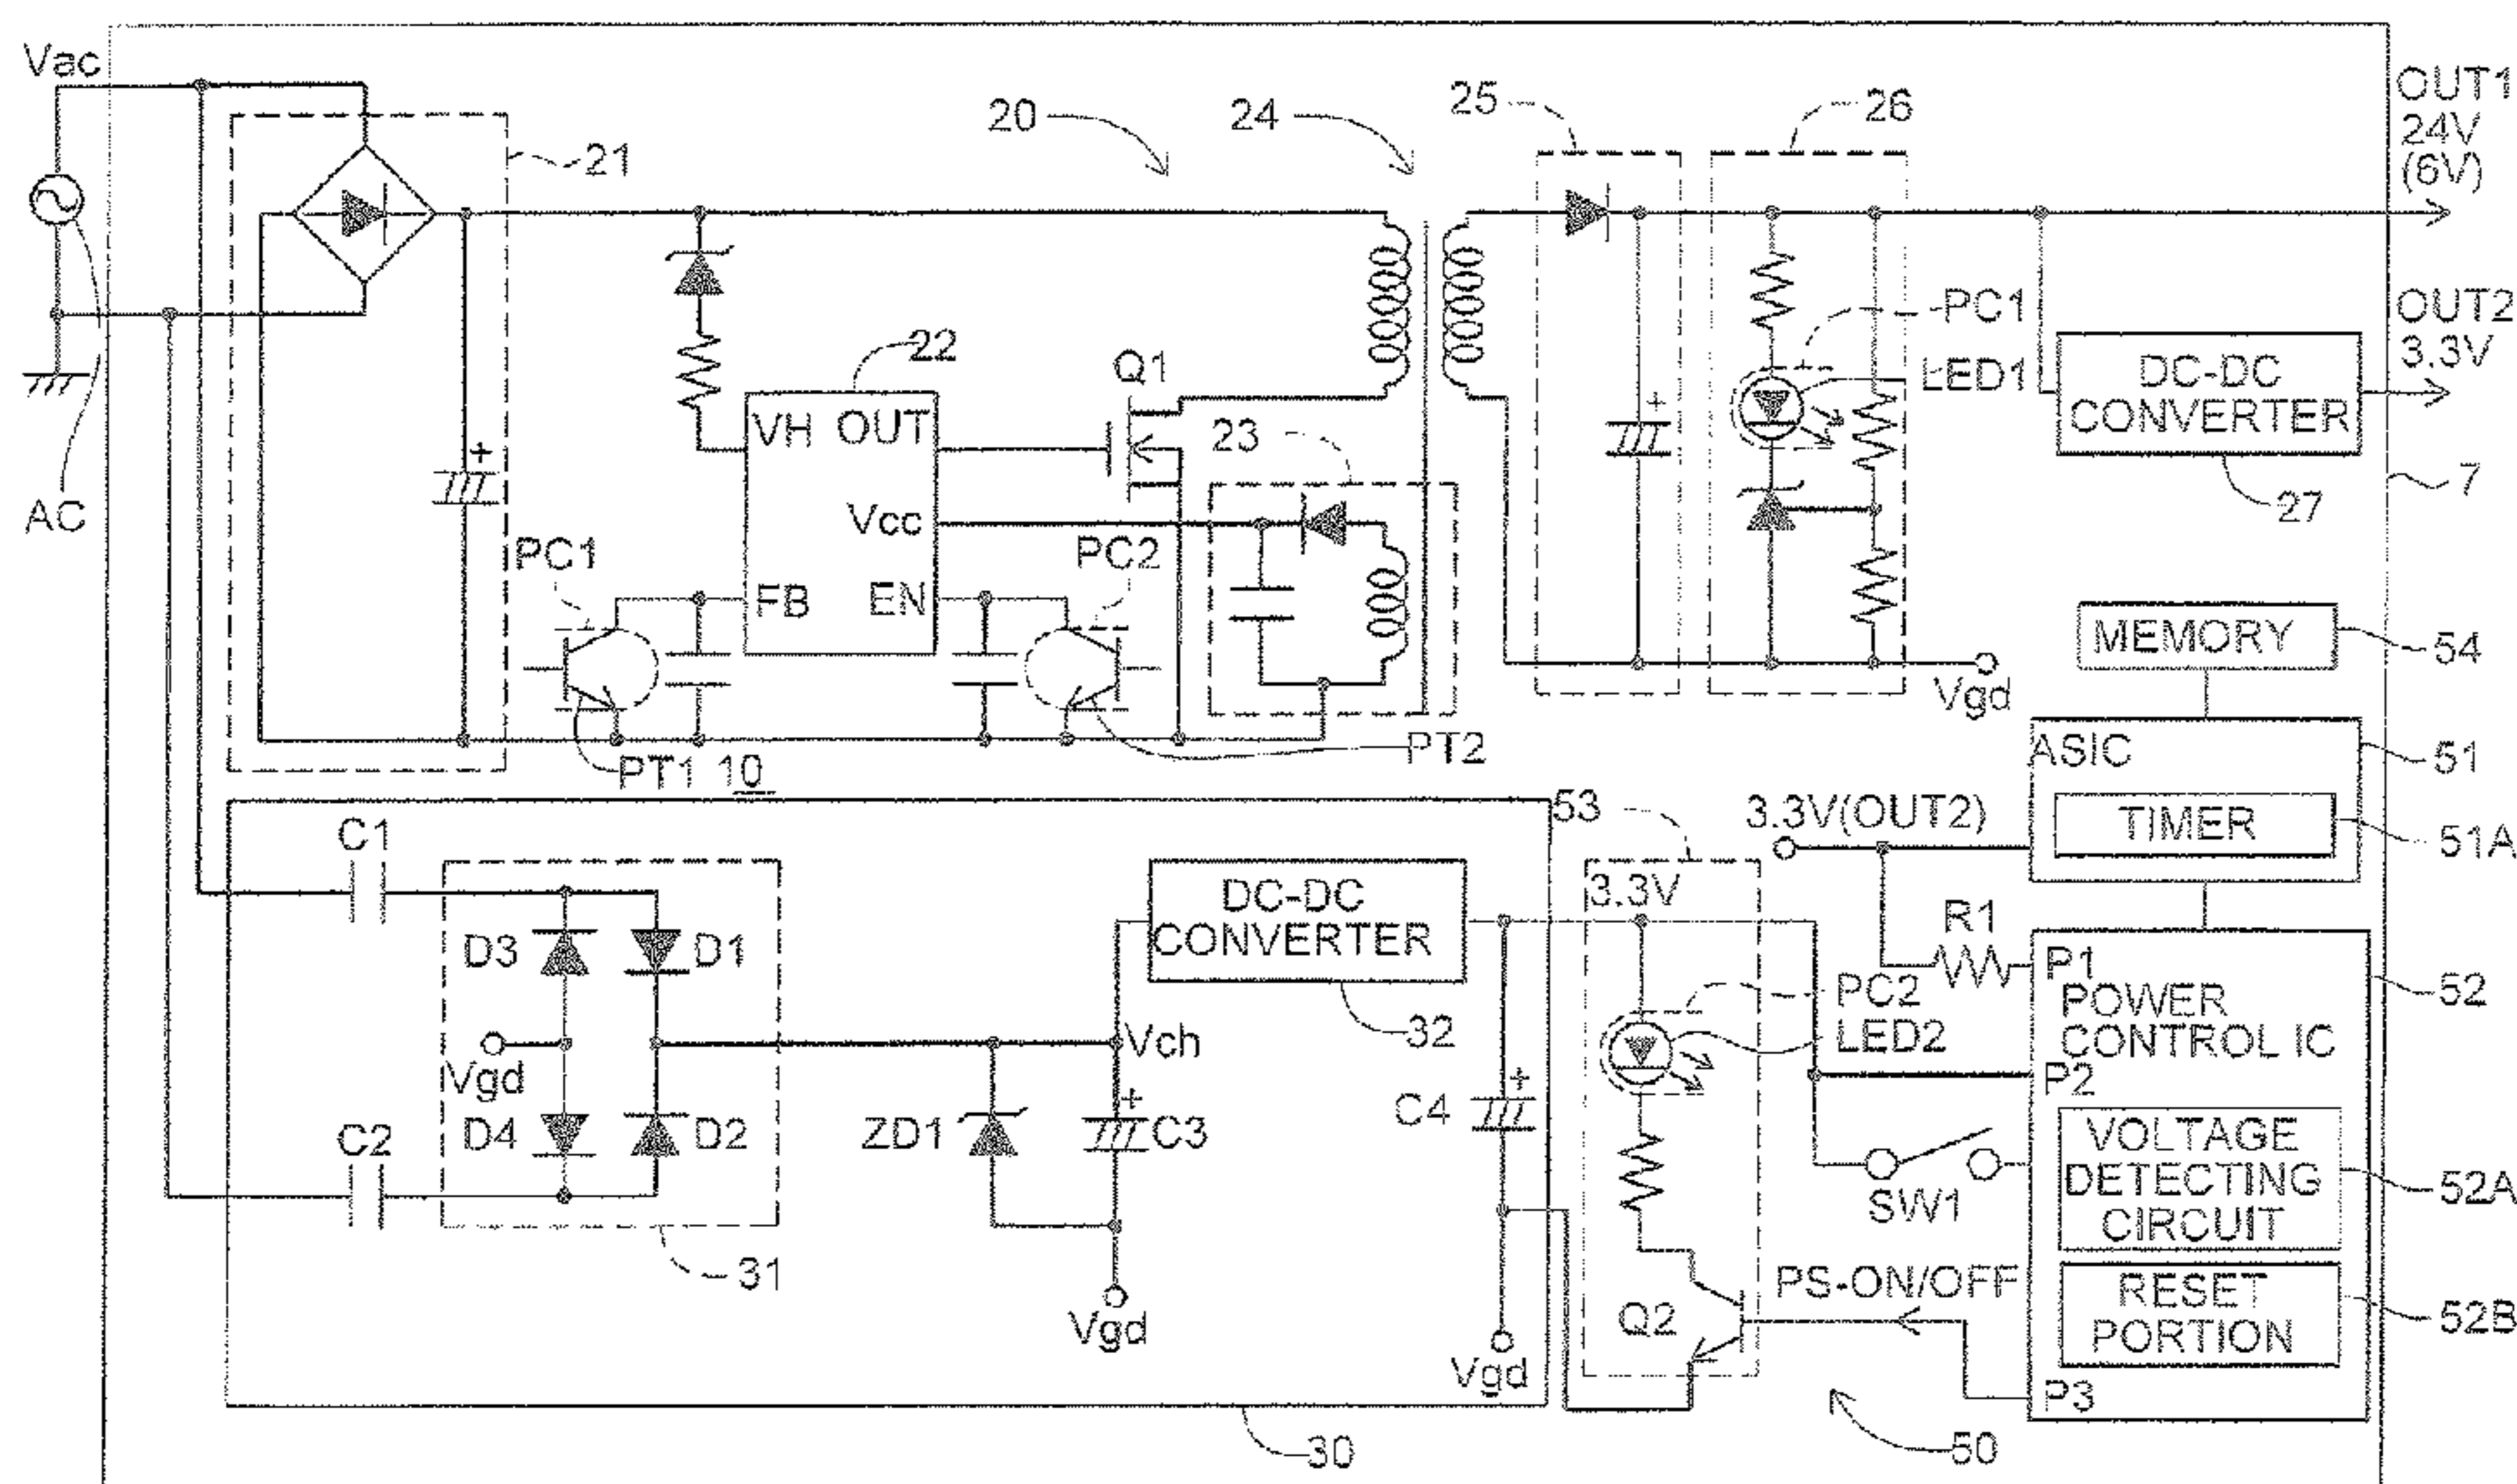 Vac
AC
20
24
25
26
21
OUT1
24V
(6V)
PC1
LED1
OUT2
3.3V
DC-DC
CONVERTER
27
7
22
Q1
23
VH OUT
Vcc
FB EN
PC1
PC2
PT1
10
PT2
Vgd
MEMORY
54
ASIC
51
TIMER
51A
53
3.3V(OUT2)
3.3V
R1
C1
D3
D1
Vgd
D4
D2
C2
31
DC-DC
CONVERTER
32
Vch
ZD1
C3
Vgd
C4
Vgd
PC2
LED2
P1
POWER
CONTROL IC
52
P2
SW1
VOLTAGE
DETECTING
CIRCUIT
52A
PS-ON/OFF
RESET
PORTION
52B
Q2
P3
30
50